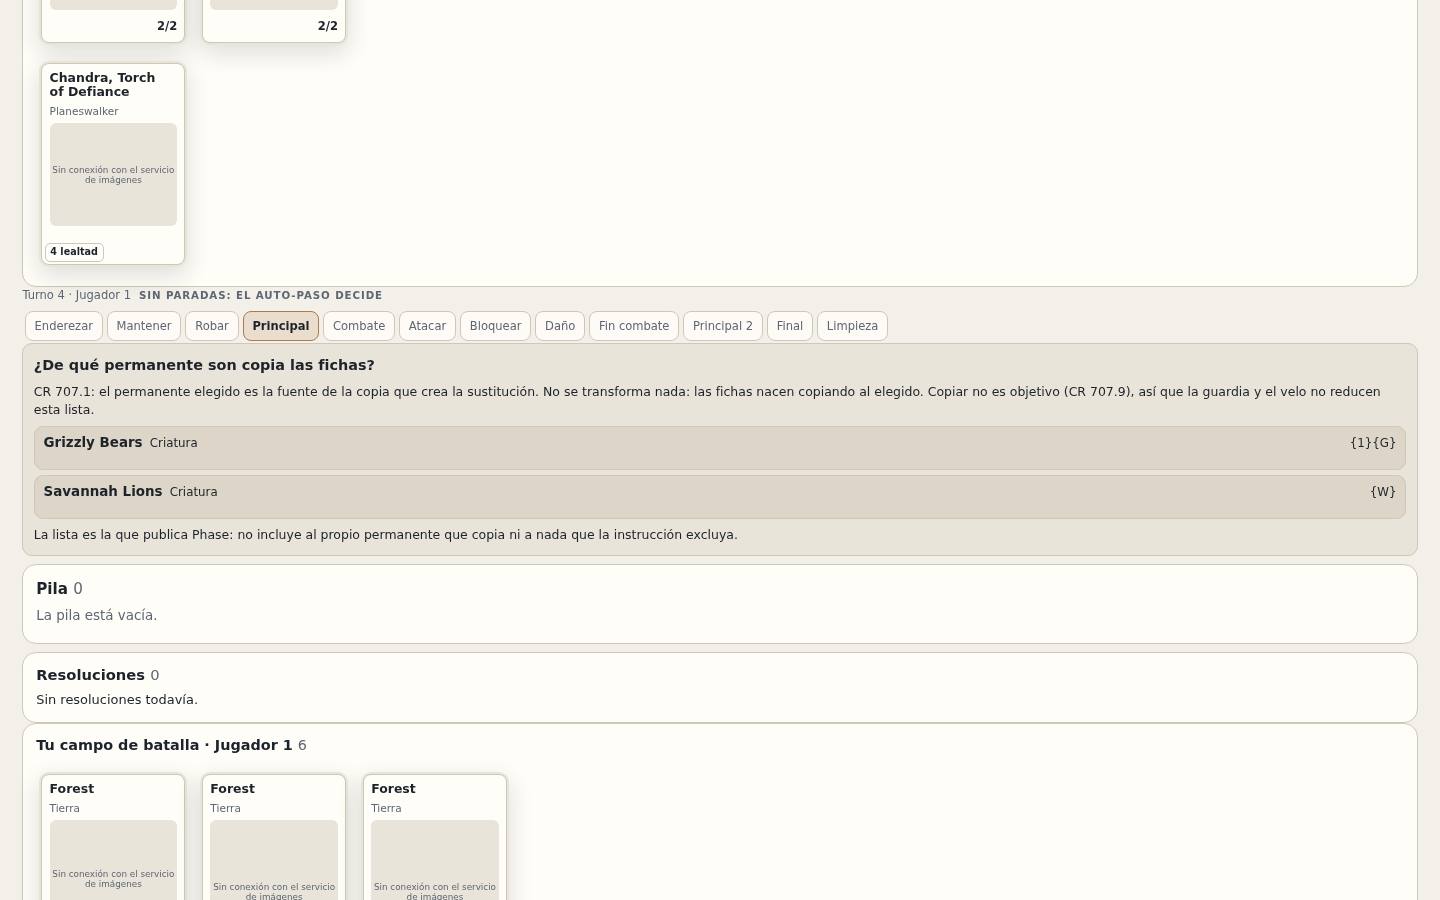 2/2
2/2
Chandra, Torch
of Defiance
Planeswalker
Sin conexión con el servicio
de imágenes
4 lealtad
Turno 4 · Jugador 1 SIN PARADAS: EL AUTO-PASO DECIDE
Enderezar Mantener Robar Principal Combate Atacar Bloquear Daño Fin combate Principal 2 Final Limpieza
¿De qué permanente son copia las fichas?
CR 707.1: el permanente elegido es la fuente de la copia que crea la sustitución. No se transforma nada: las fichas nacen copiando al elegido. Copiar no es objetivo (CR 707.9), así que la guardia y el velo no reducen
esta lista.
Grizzly Bears Criatura {1}{G}
Savannah Lions Criatura {W}
La lista es la que publica Phase: no incluye al propio permanente que copia ni a nada que la instrucción excluya.
Pila 0
La pila está vacía.
Resoluciones 0
Sin resoluciones todavía.
Tu campo de batalla · Jugador 1 6
Forest
Tierra
Sin conexión con el servicio
de imágenes
Forest
Tierra
Sin conexión con el servicio
de imágenes
Forest
Tierra
Sin conexión con el servicio
de imágenes